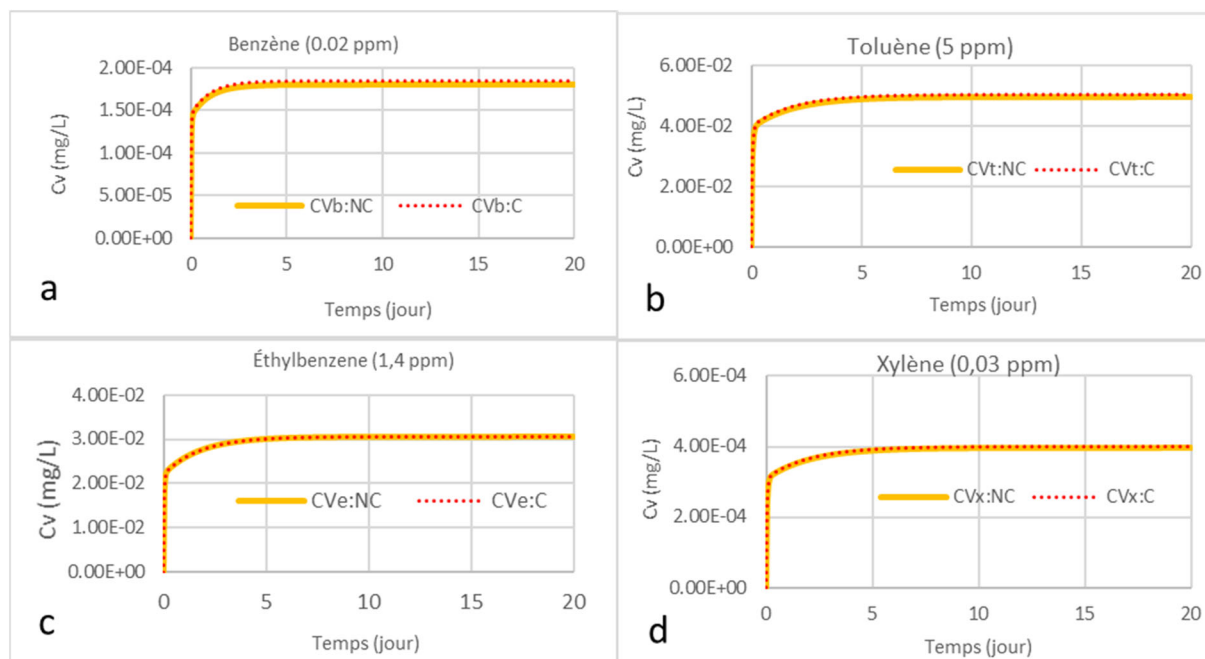 Benzène (0.02 ppm)
2.00E-04
1.50E-04
1.00E-04
5.00E-05
0.00E+00
Cv (mg/L)
CVb:NC CVb:C
0 5 10 15 20
Temps (jour)
a
Toluène (5 ppm)
6.00E-02
4.00E-02
2.00E-02
0.00E+00
Cv (mg/L)
CVt:NC CVt:C
0 5 10 15 20
Temps (jour)
b
Éthylbenzene (1,4 ppm)
4.00E-02
3.00E-02
2.00E-02
1.00E-02
0.00E+00
Cv (mg/L)
CVe:NC CVe:C
0 5 10 15 20
Temps (jour)
c
Xylène (0,03 ppm)
6.00E-04
4.00E-04
2.00E-04
0.00E+00
Cv (mg/L)
CVx:NC CVx:C
0 5 10 15 20
Temps (jour)
d